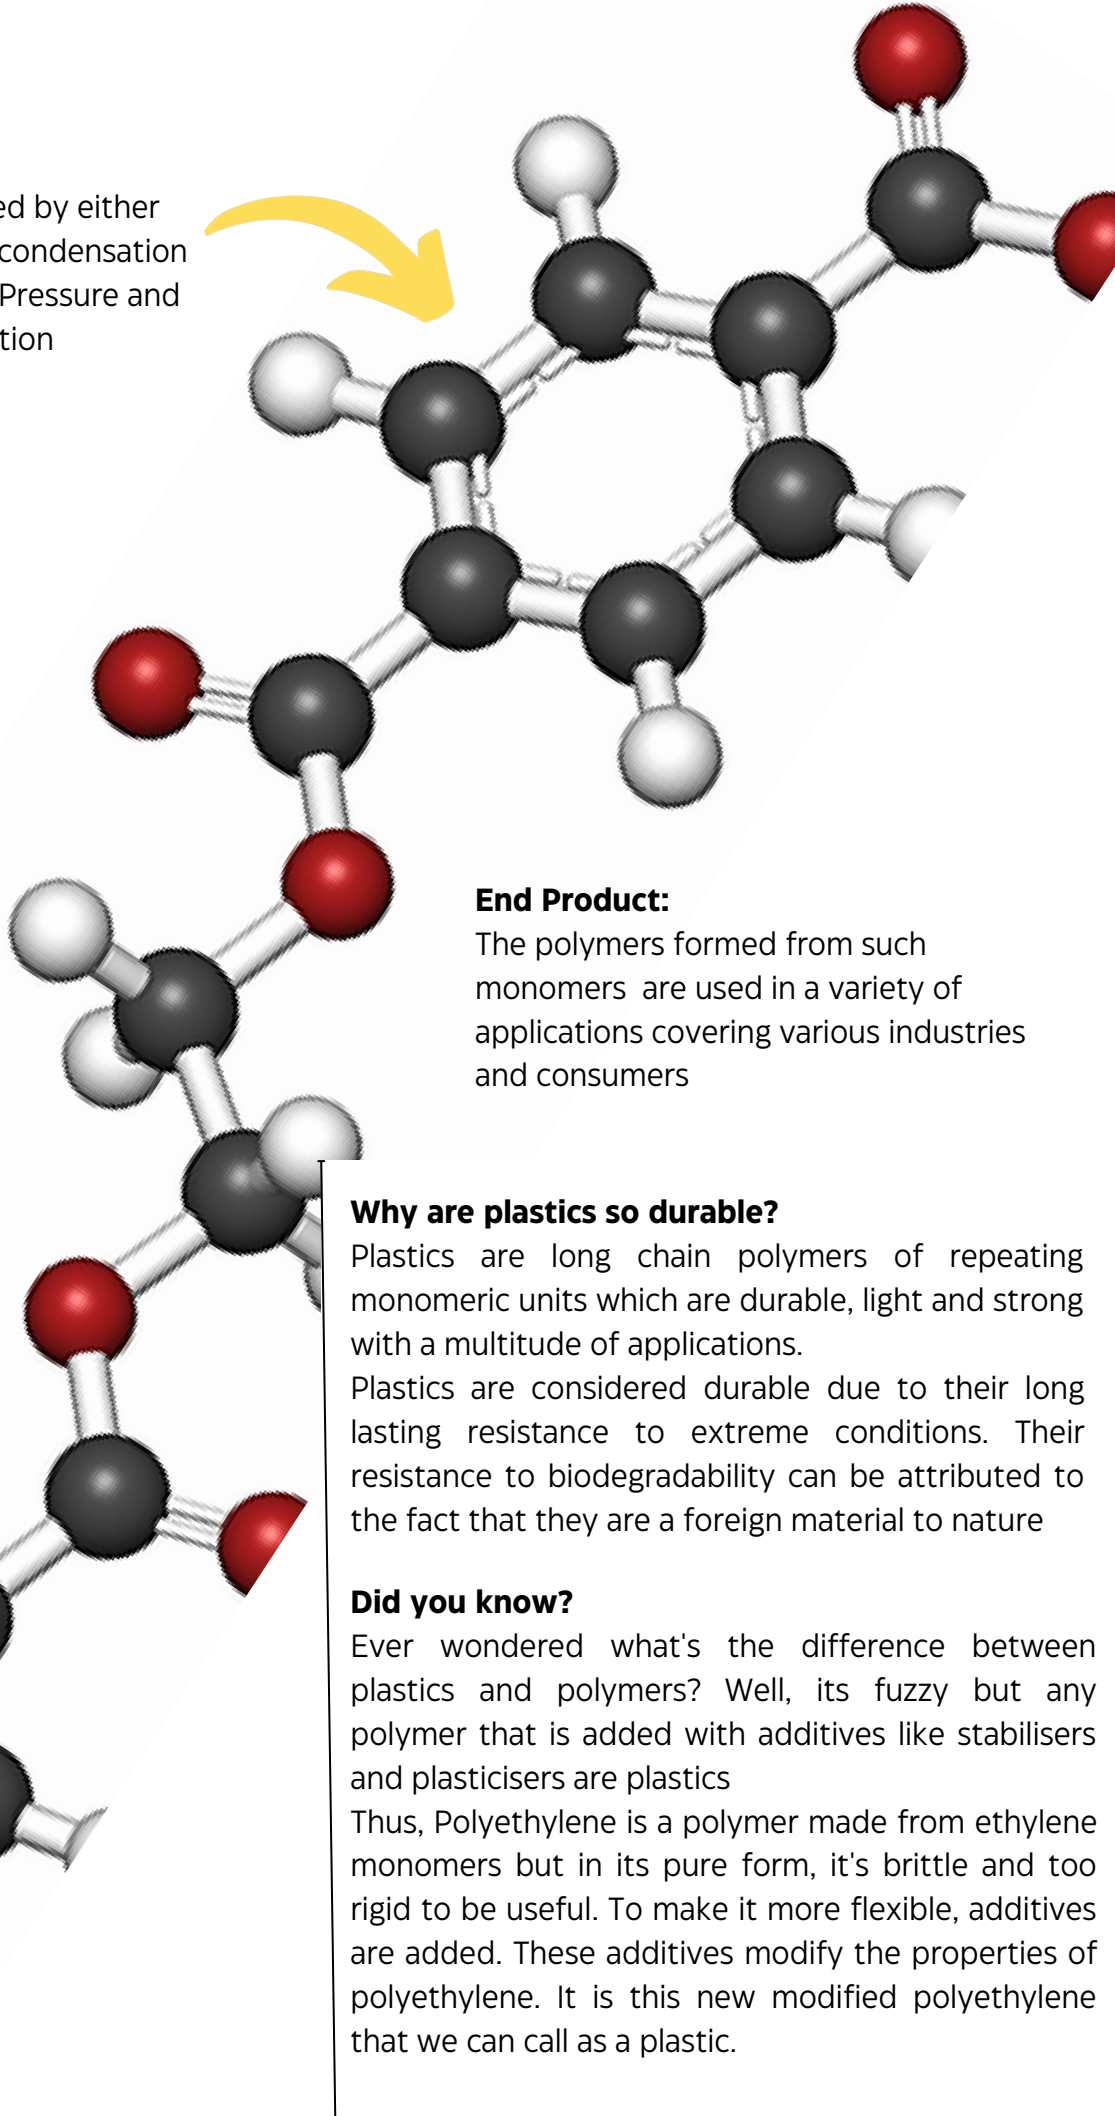 ed by either
condensation
Pressure and
tion
End Product:
The polymers formed from such
monomers are used in a variety of
applications covering various industries
and consumers
Why are plastics so durable?
Plastics are long chain polymers of repeating
monomeric units which are durable, light and strong
with a multitude of applications.
Plastics are considered durable due to their long
lasting resistance to extreme conditions. Their
resistance to biodegradability can be attributed to
the fact that they are a foreign material to nature
Did you know?
Ever wondered what's the difference between
plastics and polymers? Well, its fuzzy but any
polymer that is added with additives like stabilisers
and plasticisers are plastics
Thus, Polyethylene is a polymer made from ethylene
monomers but in its pure form, it's brittle and too
rigid to be useful. To make it more flexible, additives
are added. These additives modify the properties of
polyethylene. It is this new modified polyethylene
that we can call as a plastic.